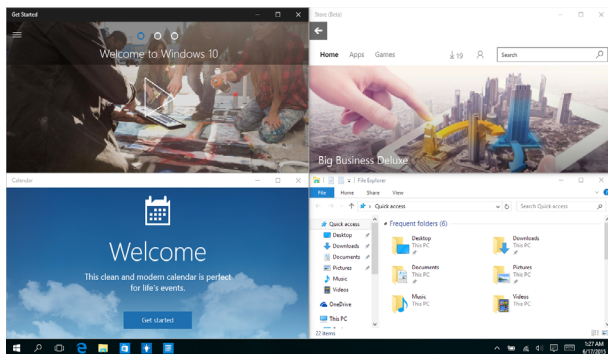 Get Started
Welcome to Windows 10
Store (Beta)
Home Apps Games
19
Search
Big Business Deluxe
Calendar
Welcome
This clean and modern calendar is perfect
for life's events.
Get started
File Explorer
File Home Share View
Quick access
Search Quick access
Quick access
Desktop
Downloads
Documents
Pictures
Music
Videos
OneDrive
This PC
Frequent folders (6)
Desktop
This PC
Downloads
This PC
Documents
This PC
Pictures
This PC
Music
This PC
Videos
This PC
22 items
1:27 AM
6/17/2015